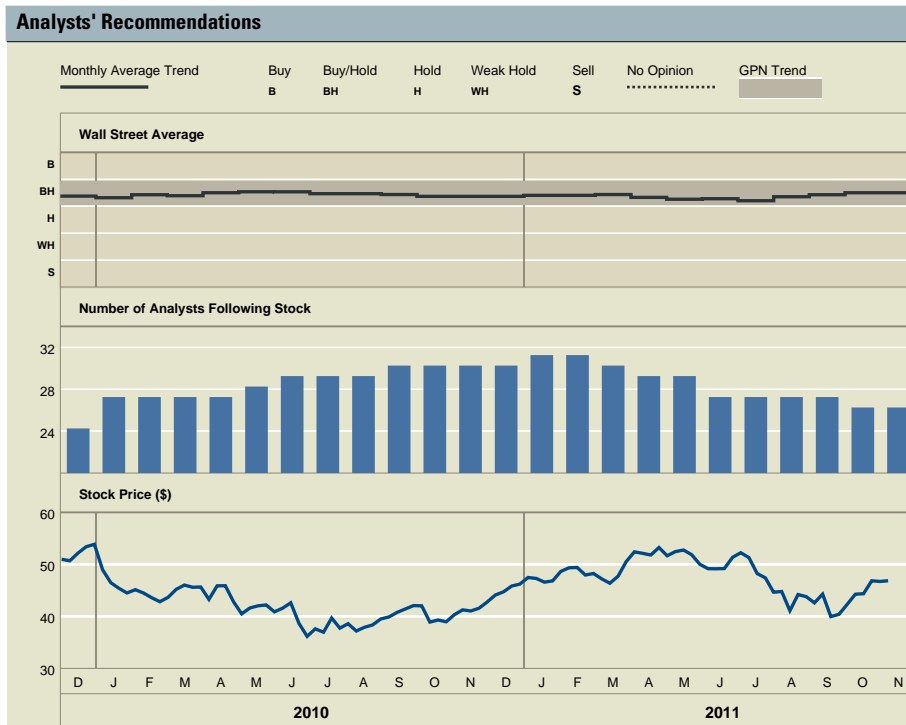 Analysts' Recommendations
Monthly Average Trend Buy Buy/Hold Hold Weak Hold Sell No Opinion GPN Trend
B BH H WH S
Wall Street Average
B
BH
H
WH
S
Number of Analysts Following Stock
32
28
24
Stock Price ($)
60
50
40
30
D J F M A M J J A S O N D J F M A M J J A S O N
2010 2011